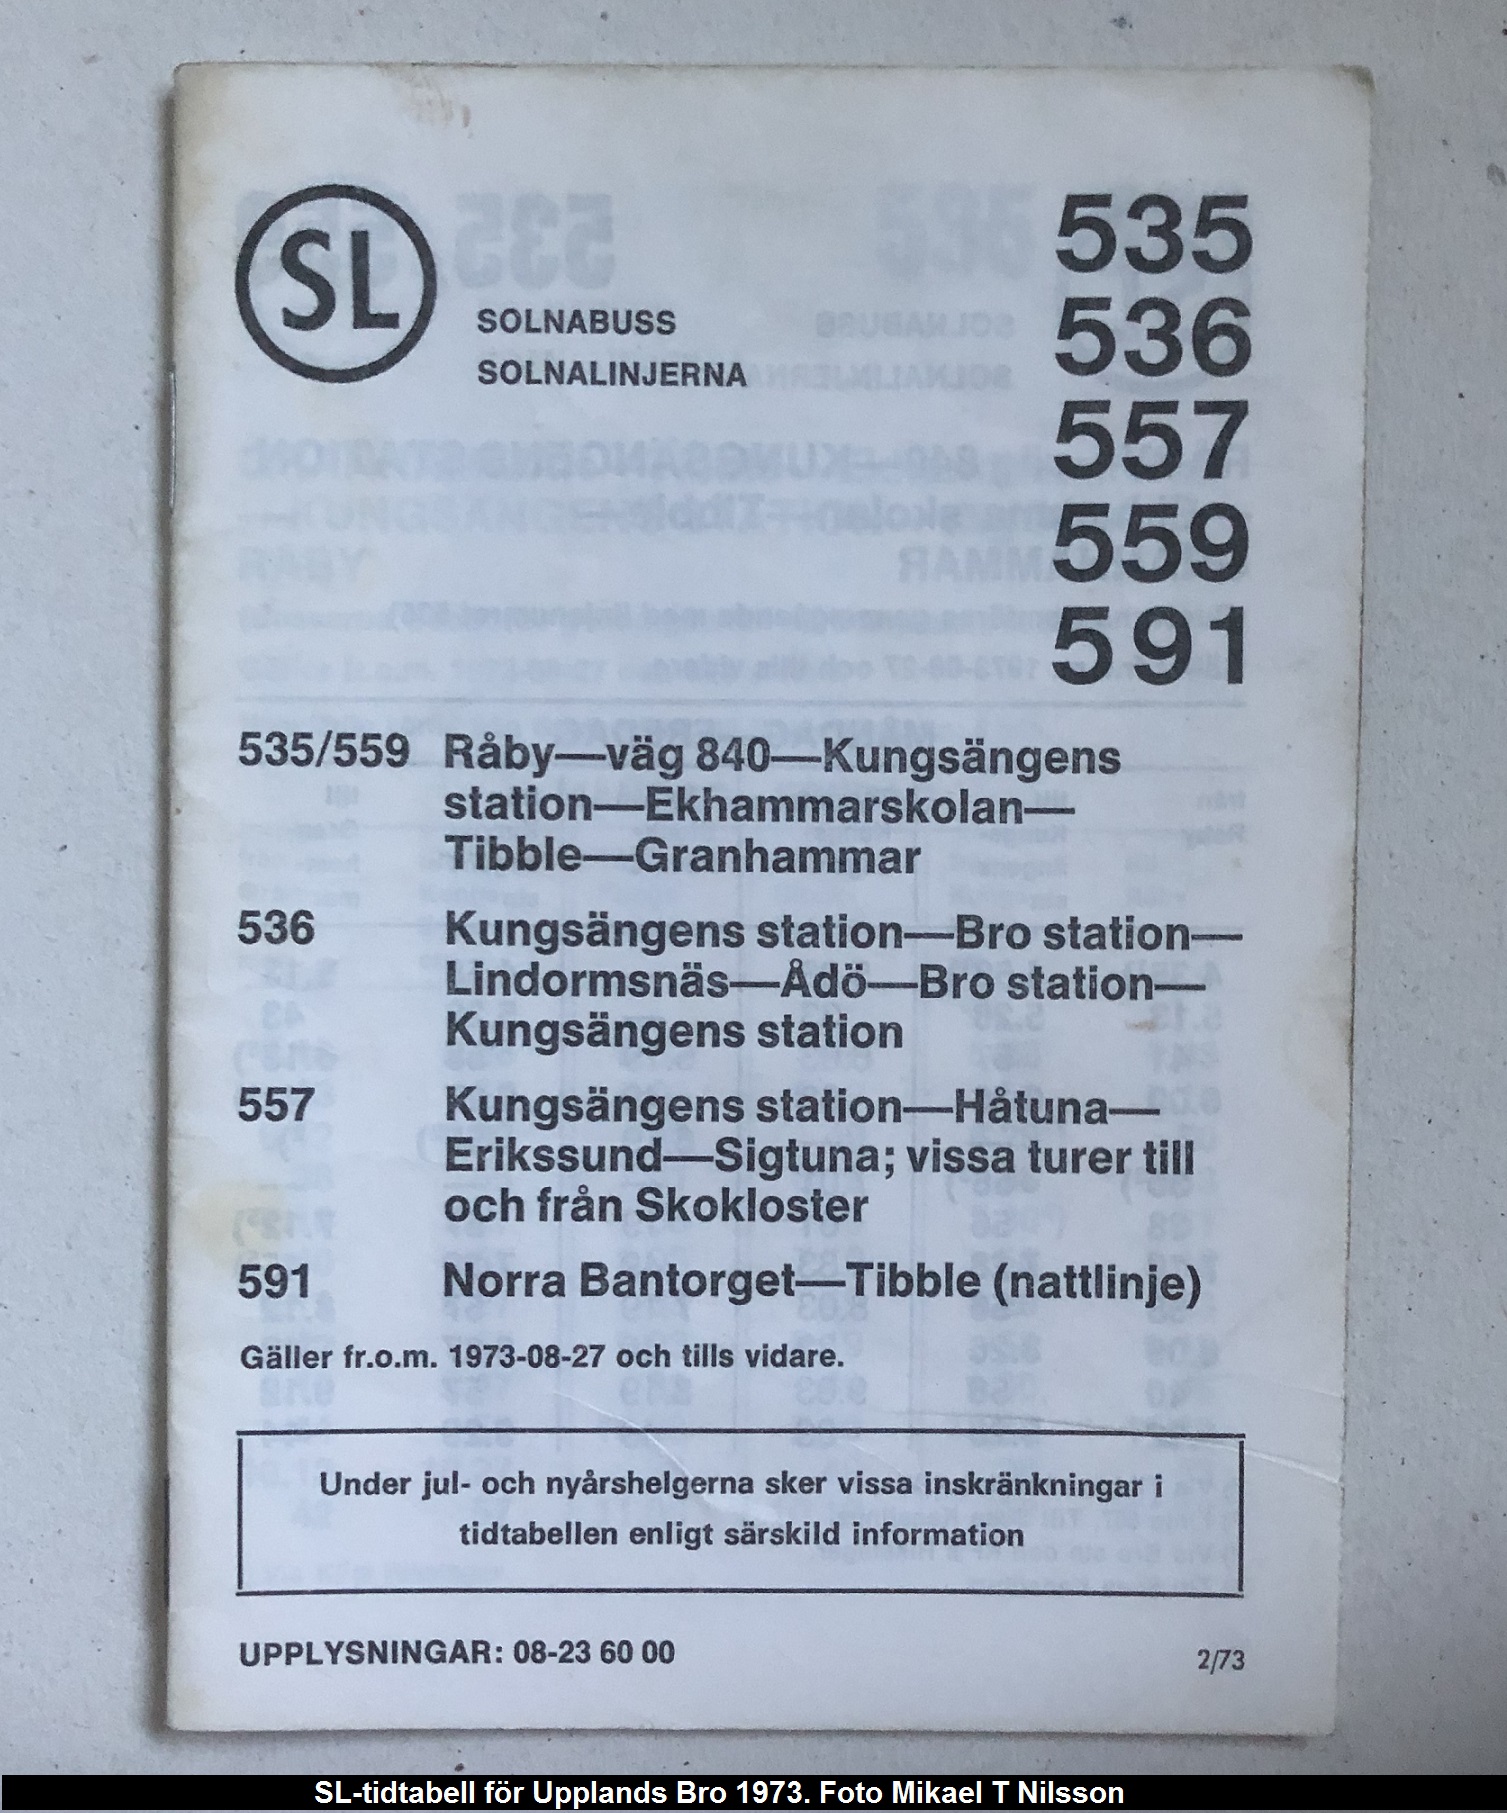 SL
SOLNABUSS
SOLNALINJERNA
535
536
557
559
591
535/559 Råby—väg 840—Kungsängens
station—Ekhammarskolan—
Tibble—Granhammar
536 Kungsängens station—Bro station—
Lindormsnäs—Ådö—Bro station—
Kungsängens station
557 Kungsängens station—Håtuna—
Erikssund—Sigtuna; vissa turer till
och från Skokloster
591 Norra Bantorget—Tibble (nattlinje)
Gäller fr.o.m. 1973-08-27 och tills vidare.
Under jul- och nyårshelgerna sker vissa inskränkningar i
tidtabellen enligt särskild information
UPPLYSNINGAR: 08-23 60 00
2/73
SL-tidtabell för Upplands Bro 1973. Foto Mikael T Nilsson